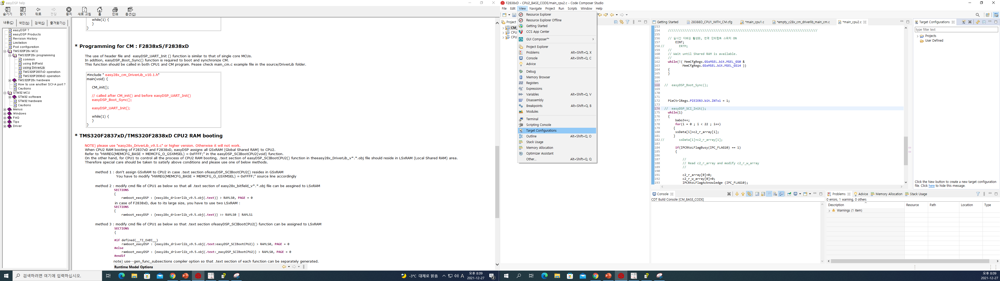 easyDSP help
숨기기 찾기 뒤로 전달 중지 새로 고침 홈 인쇄 옵션(O)
내용(C) 색인(N) 검색(S) 즐겨찾기(I)
easyDSP ?
easyDSP Products
Revision History
Limitation
Pod configuration
TMS320F28x MCU
TMS320F28x programming
common
using BitField
using DriverLib
TMS320F2837xD operation
TMS320F2838xD operation
TMS320F28x hardware
How to use another SCI-A port ?
Cautions
STM32 MCU
STM32 software
STM32 hardware
Cautions
Menus
Windows
FAQ
Tips
Driver
while(1) {
}
}
* Programming for CM : F2838xS/F2838xD
The use of header file and easyDSP_UART_Init () function is similar to that of single core MCUs.
In addtion, easyDSP_Boot_Sync() function is required to boot and synchronize CM.
This function should be called in both CPU1 and CM program. Pease check main_cm.c example file in the source/DriverLib folder.
#include " easy28x_cm_DriverLib_v10.1.h"
main(void) {
CM_init();
// called after CM_init() and before easyDSP_UART_Init()
easyDSP_Boot_Sync();
easyDSP_UART_Init();
while(1) {
}
}
* TMS320F2837xD/TMS320F2838xD CPU2 RAM booting
NOTE) please use "easy28x_DriverLib_v9.5.c" or higher version. Otherwise it will not work.
When CPU2 RAM booting of F2837xD and F2838xD, easyDSP assigns all GSxRAM (Global Shared RAM) to CPU2.
Refer to "HWREG(MEMCFG_BASE + MEMCFG_O_GSXMSEL) = 0xFFFF;" in the easyDSP_SCIBootCPU2(void) function.
On the other hand, for CPU1 to control all the process of CPU2 RAM booting, .text section of easyDSP_SCIBootCPU2() function in theeasy28x_DriverLib_v*.*.obj file should reside in LSxRAM (Local Shared RAM) area.
Therefore special care should be taken to satisfy above conditions and please use one of below methods.
method 1 : don't assign GSxRAM to CPU2 in case .text section ofeasyDSP_SCIBootCPU2() resides in GSxRAM
You have to modify "HWREG(MEMCFG_BASE + MEMCFG_O_GSXMSEL) = 0xFFFF;" source line accordingly
method 2 : modify cmd file of CPU1 as below so that all .text section of easy28x_bitfield_v*.*.obj file can be assgined to LSxRAM
SECTIONS
{
ramboot_easyDSP : {easy28x_driverlib_v9.5.obj(.text)} > RAMLS0, PAGE = 0
in case of F2838xD, due to its large size, you have to use two LSxRAM :
SECTIONS
{
ramboot_easyDSP : {easy28x_driverlib_v9.5.obj(.text)} >> RAMLS0 | RAMLS1
method 3 : modify cmd file of CPU1 as below so that .text section ofeasyDSP_SCIBootCPU2() function can be assigned to LSxRAM
SECTIONS
{
#if defined(__TI_EABI__)
ramboot_easyDSP : {easy28x_driverlib_v9.5.obj(.text:easyDSP_SCIBootCPU2)} > RAMLS0, PAGE = 0
#else
ramboot_easyDSP : {easy28x_driverlib_v9.5.obj(.text:_easyDSP_SCIBootCPU2)} > RAMLS0, PAGE = 0
#endif
note) use--gen_func_subsections compiler option so that .text section of each function can be separately generated.
Runtime Model Options
F2838xD - CPU2_BASE_CODE/main_cpu2.c - Code Composer Studio
File Edit View Navigate Project Run Scripts Window Help
Project
CM_
CPU
CPU
Resource Explorer
Resource Explorer Offline
Getting Started
CCS App Center
GUI Composer™
Project Explorer
Problems Alt+Shift+Q, X
Console Alt+Shift+Q, C
Advice
Debug
Memory Browser
Registers
Expressions
Variables Alt+Shift+Q, V
Disassembly
Breakpoints Alt+Shift+Q, B
Modules
Terminal
Scripting Console
Target Configurations
Outline Alt+Shift+Q, O
Stack Usage
Memory Allocation
Optimizer Assistant
Other... Alt+Shift+Q, Q
Getting Started 28388D_CPU1_WITH_CM.cfg *main_cpu1.c *empty_c28x_cm_driverlib_main_cm.c *main_cpu2.c
153
154 ////////////////////////////////////////////////////////////////////////////////
155
156 // 실시간 디버깅 활성화, 전역 인터럽트 스위치 ON
157 EINT;
158 // ERTM;
159 //
160 // Wait until Shared RAM is available.
161 //
162 while(!( MemCfgRegs.GSxMSEL.bit.MSEL_GS0 &
163 MemCfgRegs.GSxMSEL.bit.MSEL_GS14 ))
164 {
165 }
166
167
168 // easyDSP_Boot_Sync();
169
170
171
172 PieCtrlRegs.PIEIER3.bit.INTx1 = 1;
173
174 // easyDSP_SCI_Init();
175 while(1)
176 {
177 babo3++;
178 for(i = 0 ; i < 22 ; i++)
179 {
180 ssData[i]=c2_r_array[i];
181 }
182 // ssData[1]=c2_r_array[1];
183
184 if(IPCRtoLFlagBusy(IPC_FLAG10) == 1)
185 {
186
187 //
188 // Read c2_r_array and modify c2_r_w_array
189 //
190
191 c2_r_array[0]=0;
192 c2_r_w_array[0]=0;
193 IPCRtoLFlagAcknowledge (IPC_FLAG10);
Target Configurations
type filter text
Projects
User Defined
Click the New button to create a new target configuration
file. Click here to hide this message.
Console
CDT Build Console [CM_BASE_CODE]
Problems Advice Memory Allocation Stack Usage
0 errors, 1 warning, 0 others
Description Resource Path Location Type
Warnings (1 item)
검색하려면 여기에 입력하십시오.
-3°C 대체로 맑음 A 오후 8:09
2021-12-27
2
오후 8:09
2021-12-27